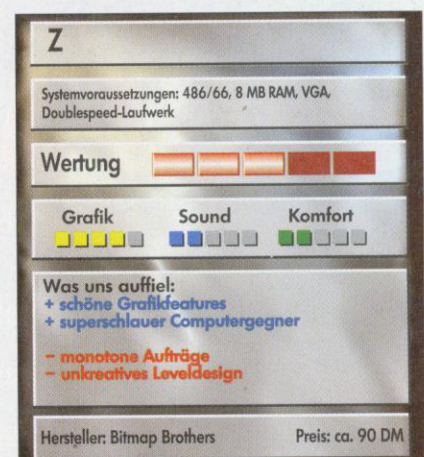 Z
Systemvoraussetzungen: 486/66, 8 MB RAM, VGA,
Doublespeed-Laufwerk
Wertung
Grafik Sound Komfort
Was uns auffiel:
+ schöne Grafikfeatures
+ superschlauer Computergegner
– monotone Aufträge
– unkreatives Leveldesign
Hersteller: Bitmap Brothers Preis: ca. 90 DM